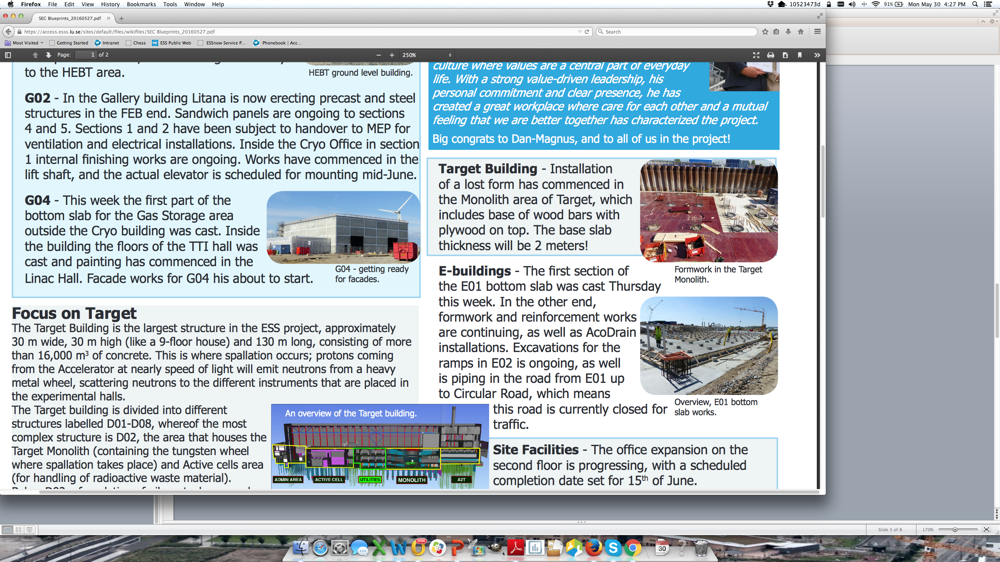 Firefox File Edit View History Bookmarks Tools Window Help
10523473d 91% Mon May 30 4:27 PM
SEC Blueprints_20160527.pdf
https://access.esss.lu.se/sites/default/files/wikifiles/SEC Blueprints_20160527.pdf
Search
Most Visited Getting Started Intranet Chess ESS Public Web ESSnow Service P... Phonebook | Acc...
Page: 1 of 2
250%
to the HEBT area.
HEBT ground level building.
G02 - In the Gallery building Litana is now erecting precast and steel
structures in the FEB end. Sandwich panels are ongoing to sections
4 and 5. Sections 1 and 2 have been subject to handover to MEP for
ventilation and electrical installations. Inside the Cryo Office in section
1 internal finishing works are ongoing. Works have commenced in the
lift shaft, and the actual elevator is scheduled for mounting mid-June.
G04 - This week the first part of the
bottom slab for the Gas Storage area
outside the Cryo building was cast. Inside
the building the floors of the TTI hall was
cast and painting has commenced in the
Linac Hall. Facade works for G04 his about to start.
G04 - getting ready
for facades.
Focus on Target
The Target Building is the largest structure in the ESS project, approximately
30 m wide, 30 m high (like a 9-floor house) and 130 m long, consisting of more
than 16,000 m³ of concrete. This is where spallation occurs; protons coming
from the Accelerator at nearly speed of light will emit neutrons from a heavy
metal wheel, scattering neutrons to the different instruments that are placed in
the experimental halls.
The Target building is divided into different
structures labelled D01-D08, whereof the most
complex structure is D02, the area that houses the
Target Monolith (containing the tungsten wheel
where spallation takes place) and Active cells area
(for handling of radioactive waste material).
An overview of the Target building.
ADMIN AREA ACTIVE CELL UTILITIES MONOLITH A2T
culture where values are a central part of everyday
life. With a strong value-driven leadership, his
personal commitment and clear presence, he has
created a great workplace where care for each other and a mutual
feeling that we are better together has characterized the project.
Big congrats to Dan-Magnus, and to all of us in the project!
Target Building - Installation
of a lost form has commenced in
the Monolith area of Target, which
includes base of wood bars with
plywood on top. The base slab
thickness will be 2 meters!
Formwork in the Target
Monolith.
E-buildings - The first section of
the E01 bottom slab was cast Thursday
this week. In the other end,
formwork and reinforcement works
are continuing, as well as AcoDrain
installations. Excavations for the
ramps in E02 is ongoing, as well
is piping in the road from E01 up
to Circular Road, which means
this road is currently closed for
traffic.
Overview, E01 bottom
slab works.
Site Facilities - The office expansion on the
second floor is progressing, with a scheduled
completion date set for 15th of June.
Slide 5 of 8 170%
3595
MAY
30